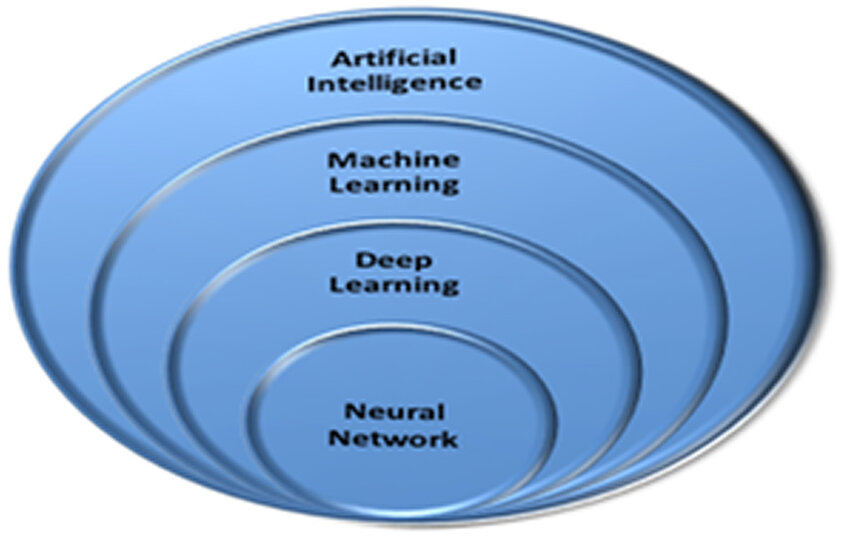 Artificial
Intelligence
Machine
Learning
Deep
Learning
Neural
Network